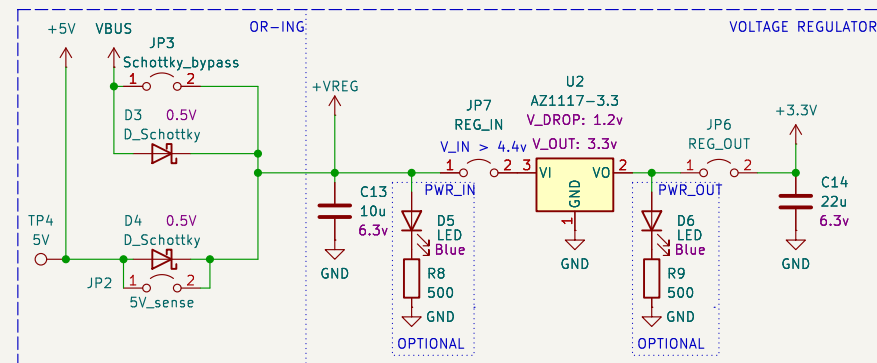 OR-ING
VOLTAGE REGULATOR
+5V
VBUS
JP3
Schottky_bypass
1 2
D3 0.5V
D_Schottky
+VREG
U2
AZ1117-3.3
V_DROP: 1.2v
V_OUT: 3.3v
JP7
REG_IN
V_IN > 4.4v
1 2
3 VI
VO 2
GND
1
GND
JP6
REG_OUT
1 2
+3.3V
C14
22u
6.3v
GND
C13
10u
6.3v
GND
PWR_IN
D5
LED
Blue
R8
500
GND
OPTIONAL
PWR_OUT
D6
LED
Blue
R9
500
GND
OPTIONAL
TP4
5V
D4 0.5V
D_Schottky
JP2
1 2
5V_sense